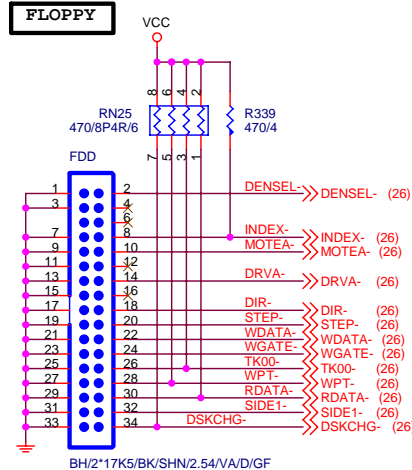 FLOPPY
VCC
8 6 4 2
RN25
470/8P4R/6
R339
470/4
7 5 3 1
FDD
1 2 DENSEL- DENSEL- (26)
3 4
6
7 8 INDEX- INDEX- (26)
9 10 MOTEA- MOTEA- (26)
11 12
13 14 DRVA- DRVA- (26)
15 16
17 18 DIR- DIR- (26)
19 20 STEP- STEP- (26)
21 22 WDATA- WDATA- (26)
23 24 WGATE- WGATE- (26)
25 26 TK00- TK00- (26)
27 28 WPT- WPT- (26)
29 30 RDATA- RDATA- (26)
31 32 SIDE1- SIDE1- (26)
33 34 DSKCHG- DSKCHG- (26
BH/2*17K5/BK/SHN/2.54/VA/D/GF